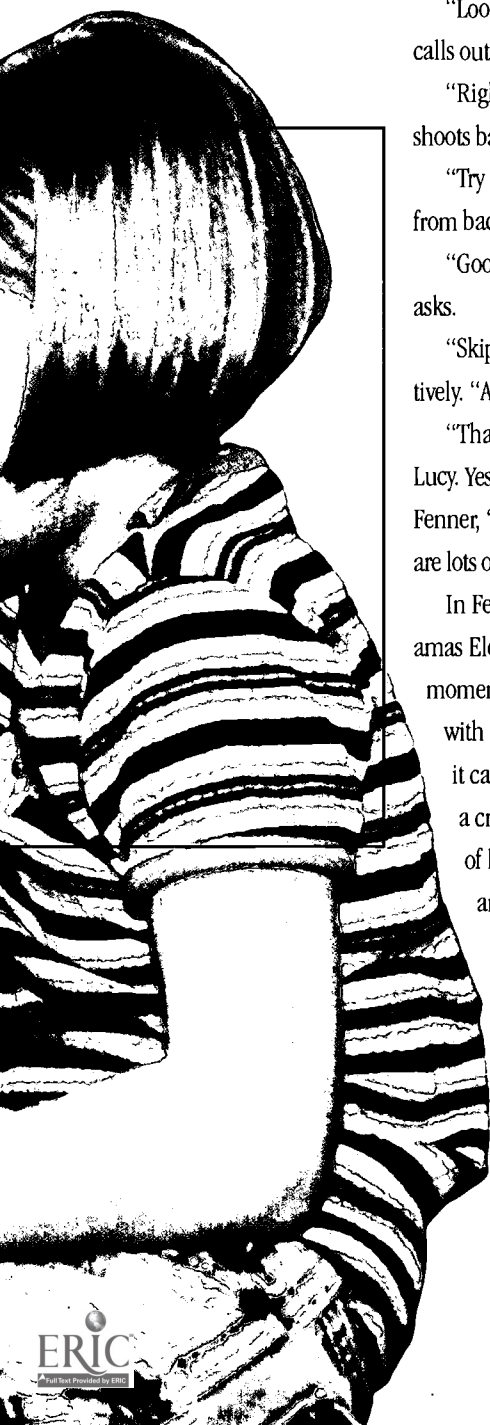 “Loo
calls out
“Rig
shoots ba
“Try
from bac
“Goo
asks.
“Skip
tively. “A
“Tha
Lucy. Yes
Fenner, “
are lots o
In Fe
amas Ele
momen
with
it ca
a cr
of l
ar
ERIC
Full Text Provided by ERIC